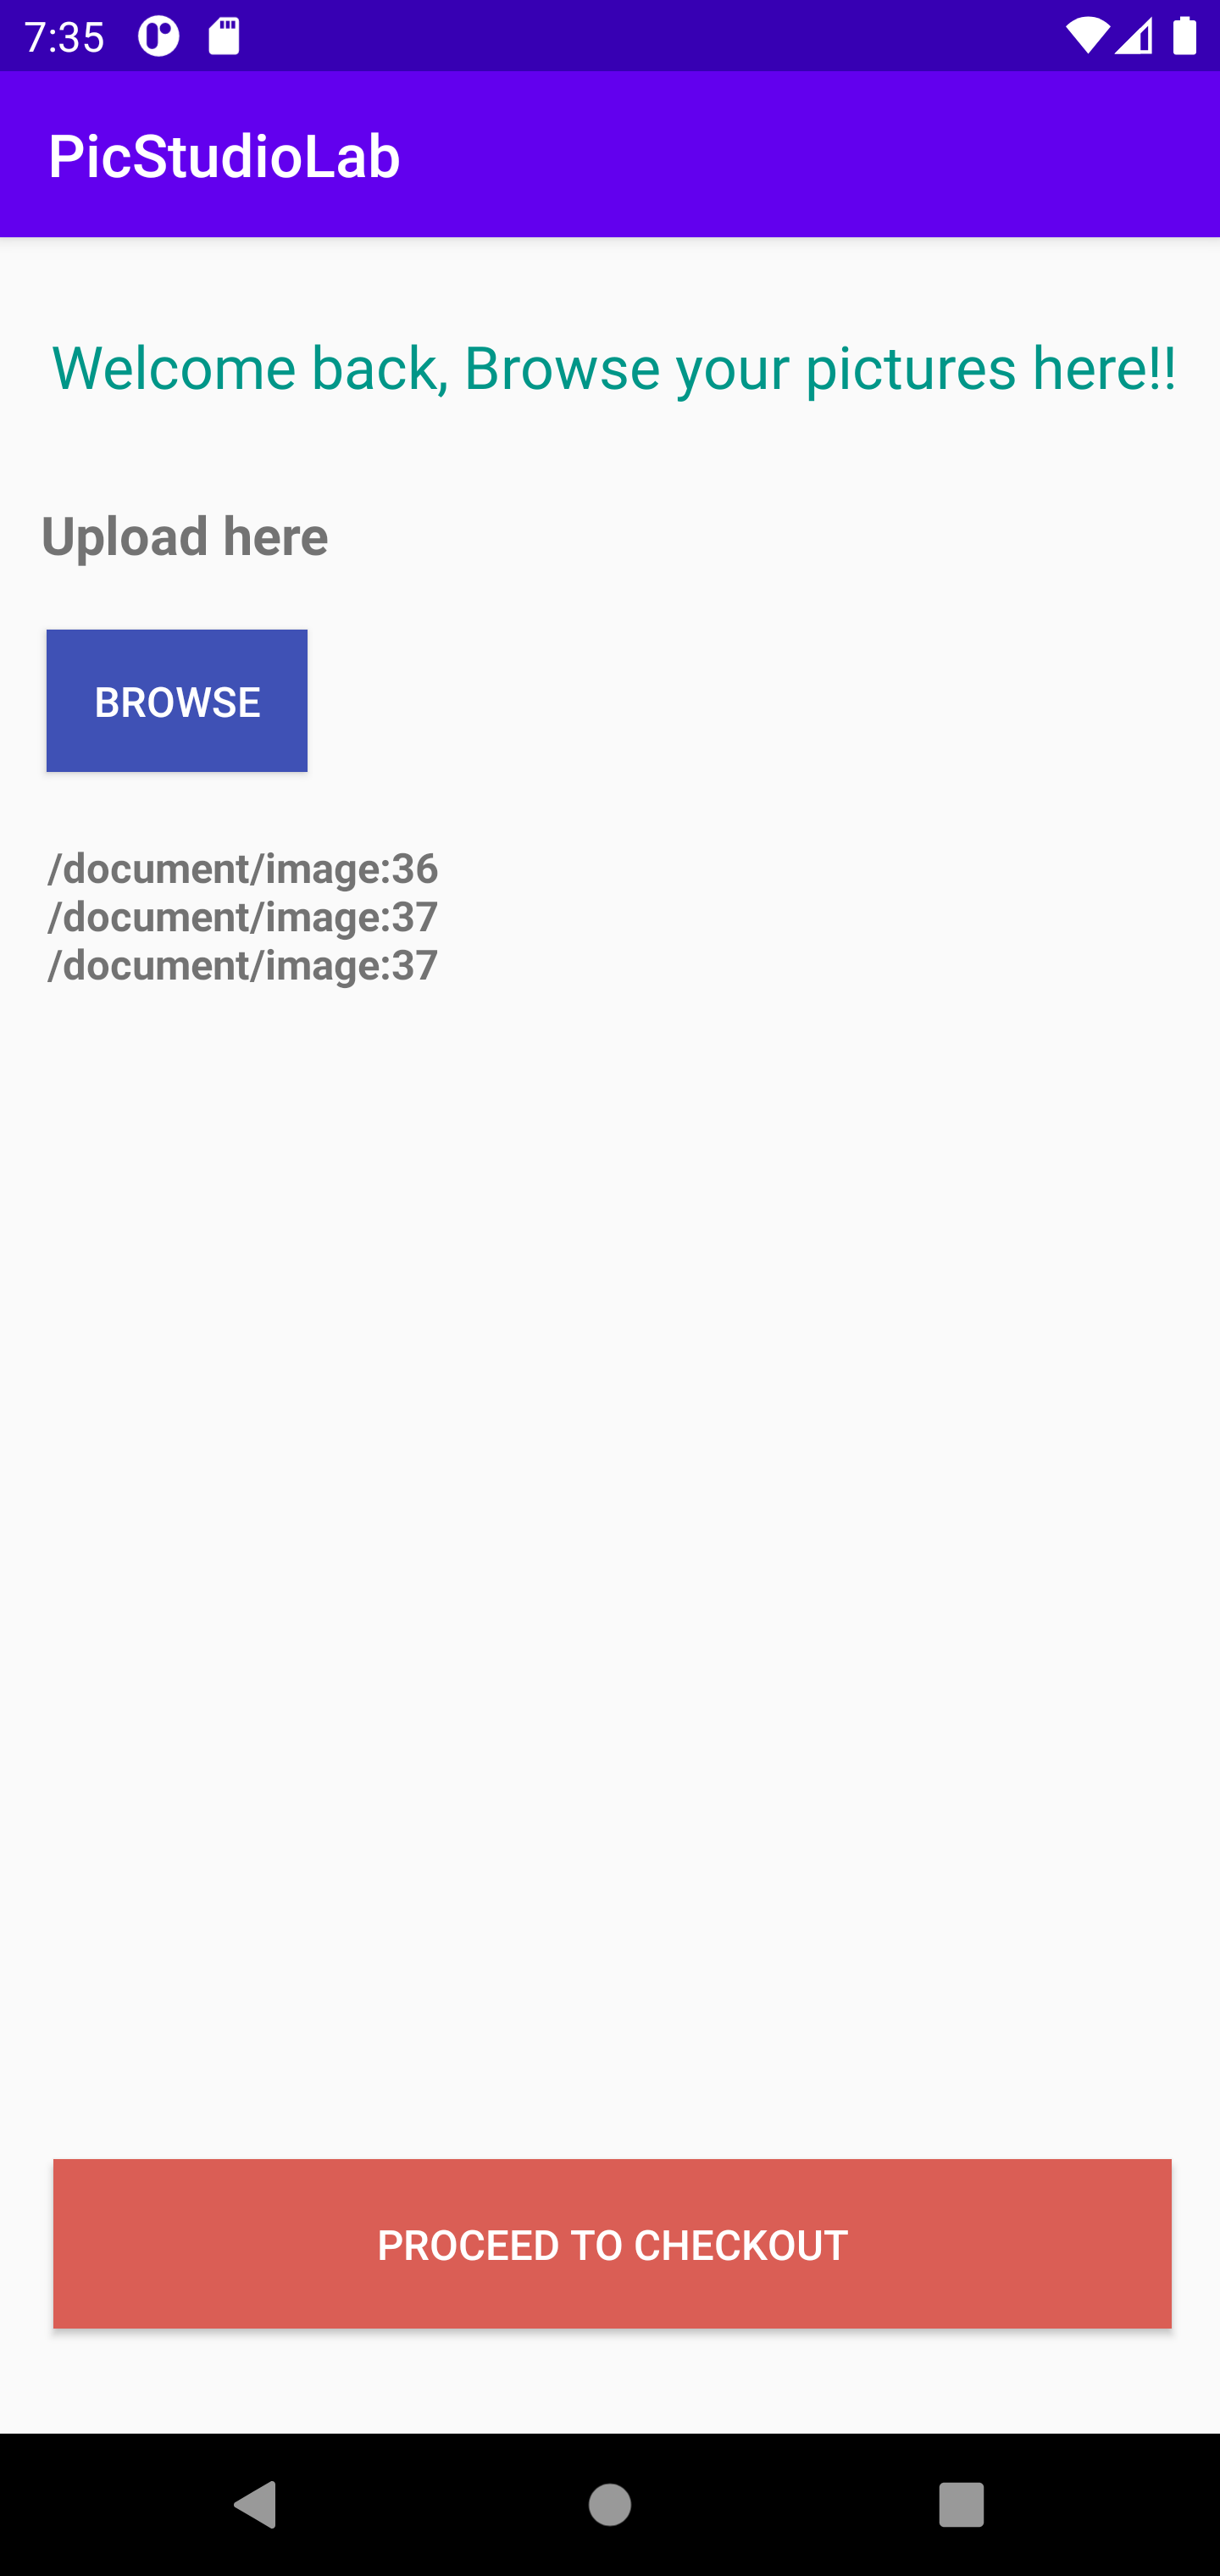 7:35
PicStudioLab
Welcome back, Browse your pictures here!!
Upload here
BROWSE
/document/image:36
/document/image:37
/document/image:37
PROCEED TO CHECKOUT